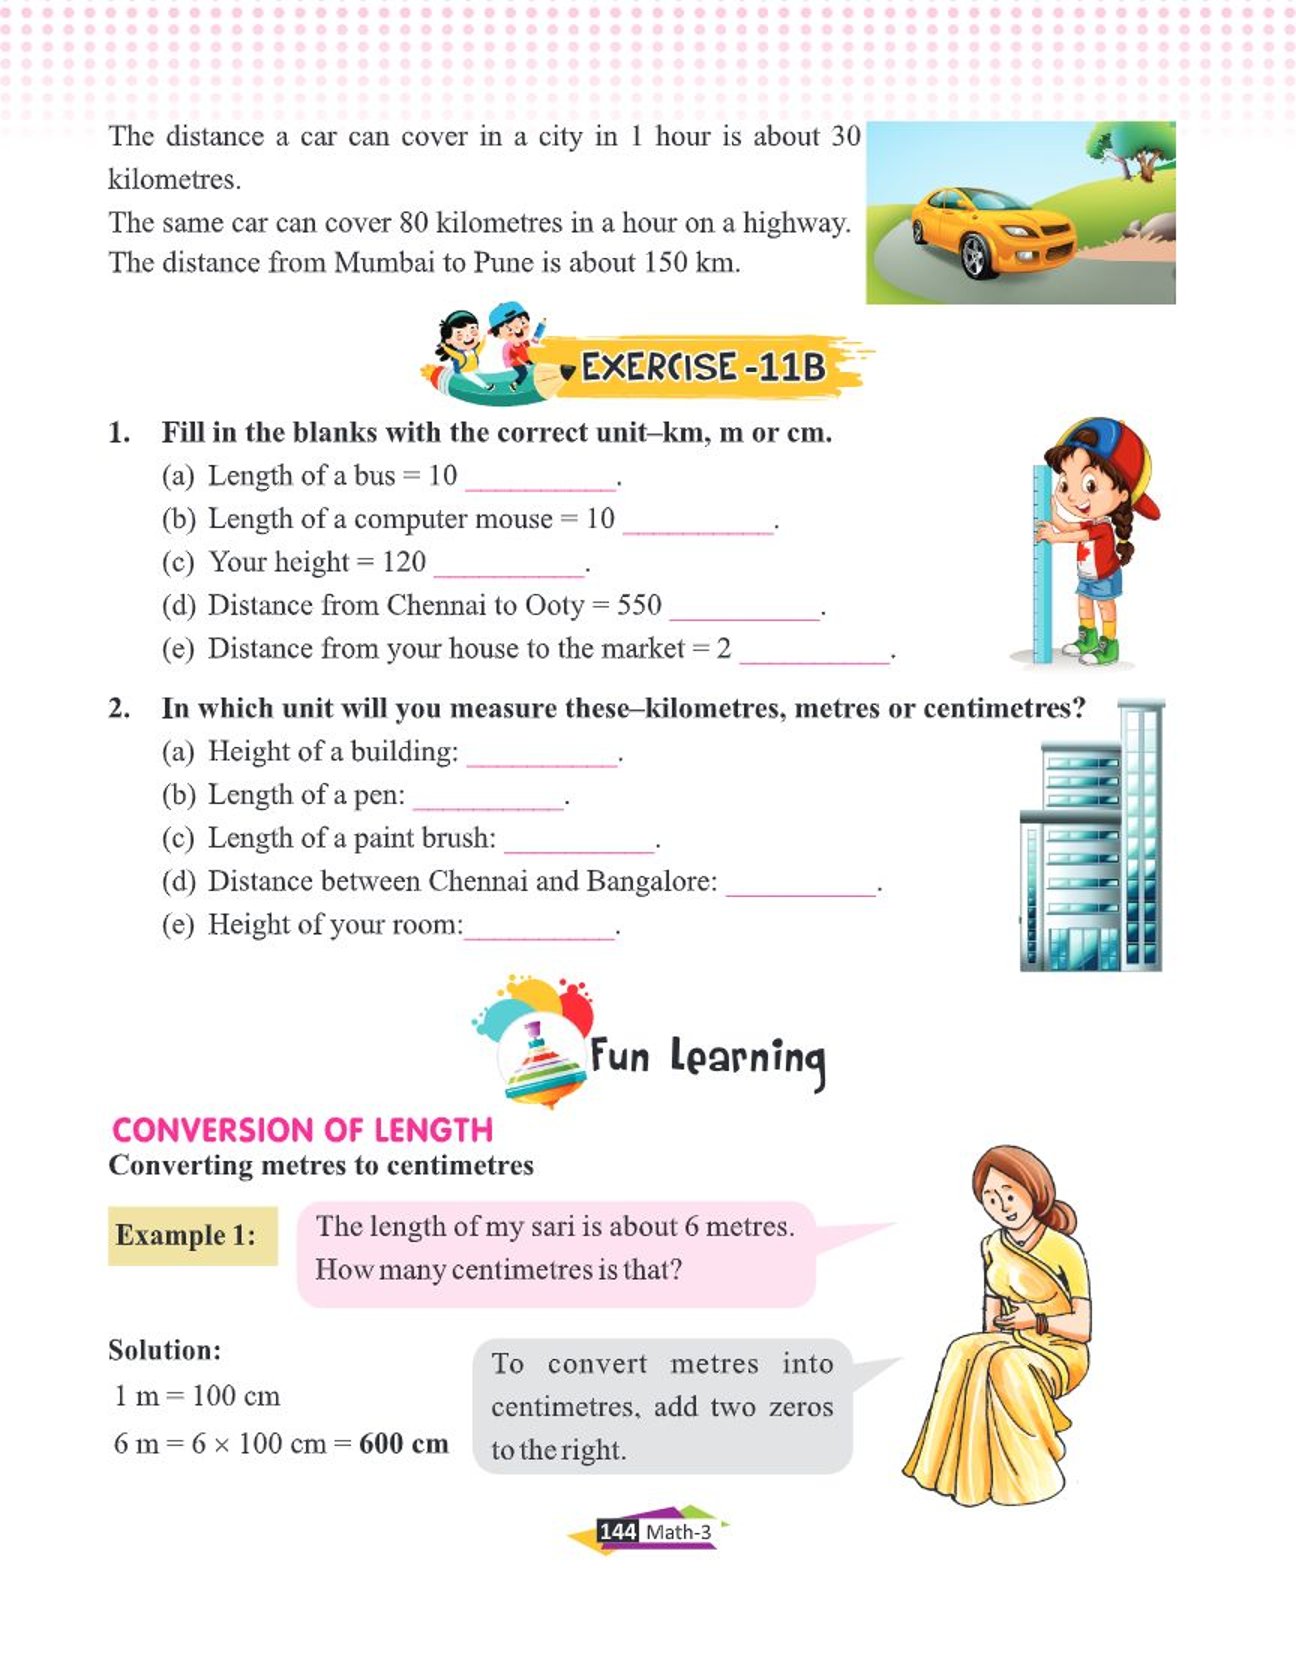 The distance a car can cover in a city in 1 hour is about 30
kilometres.
The same car can cover 80 kilometres in a hour on a highway.
The distance from Mumbai to Pune is about 150 km.
EXERCISE -11B
1. Fill in the blanks with the correct unit–km, m or cm.
(a) Length of a bus = 10 __________.
(b) Length of a computer mouse = 10 __________.
(c) Your height = 120 __________.
(d) Distance from Chennai to Ooty = 550 __________.
(e) Distance from your house to the market = 2 __________.
2. In which unit will you measure these–kilometres, metres or centimetres?
(a) Height of a building: __________.
(b) Length of a pen: __________.
(c) Length of a paint brush: __________.
(d) Distance between Chennai and Bangalore: __________.
(e) Height of your room:__________.
Fun Learning
CONVERSION OF LENGTH
Converting metres to centimetres
Example 1:
The length of my sari is about 6 metres.
How many centimetres is that?
Solution:
1 m = 100 cm
6 m = 6 × 100 cm = 600 cm
To convert metres into
centimetres, add two zeros
to the right.
144 Math-3